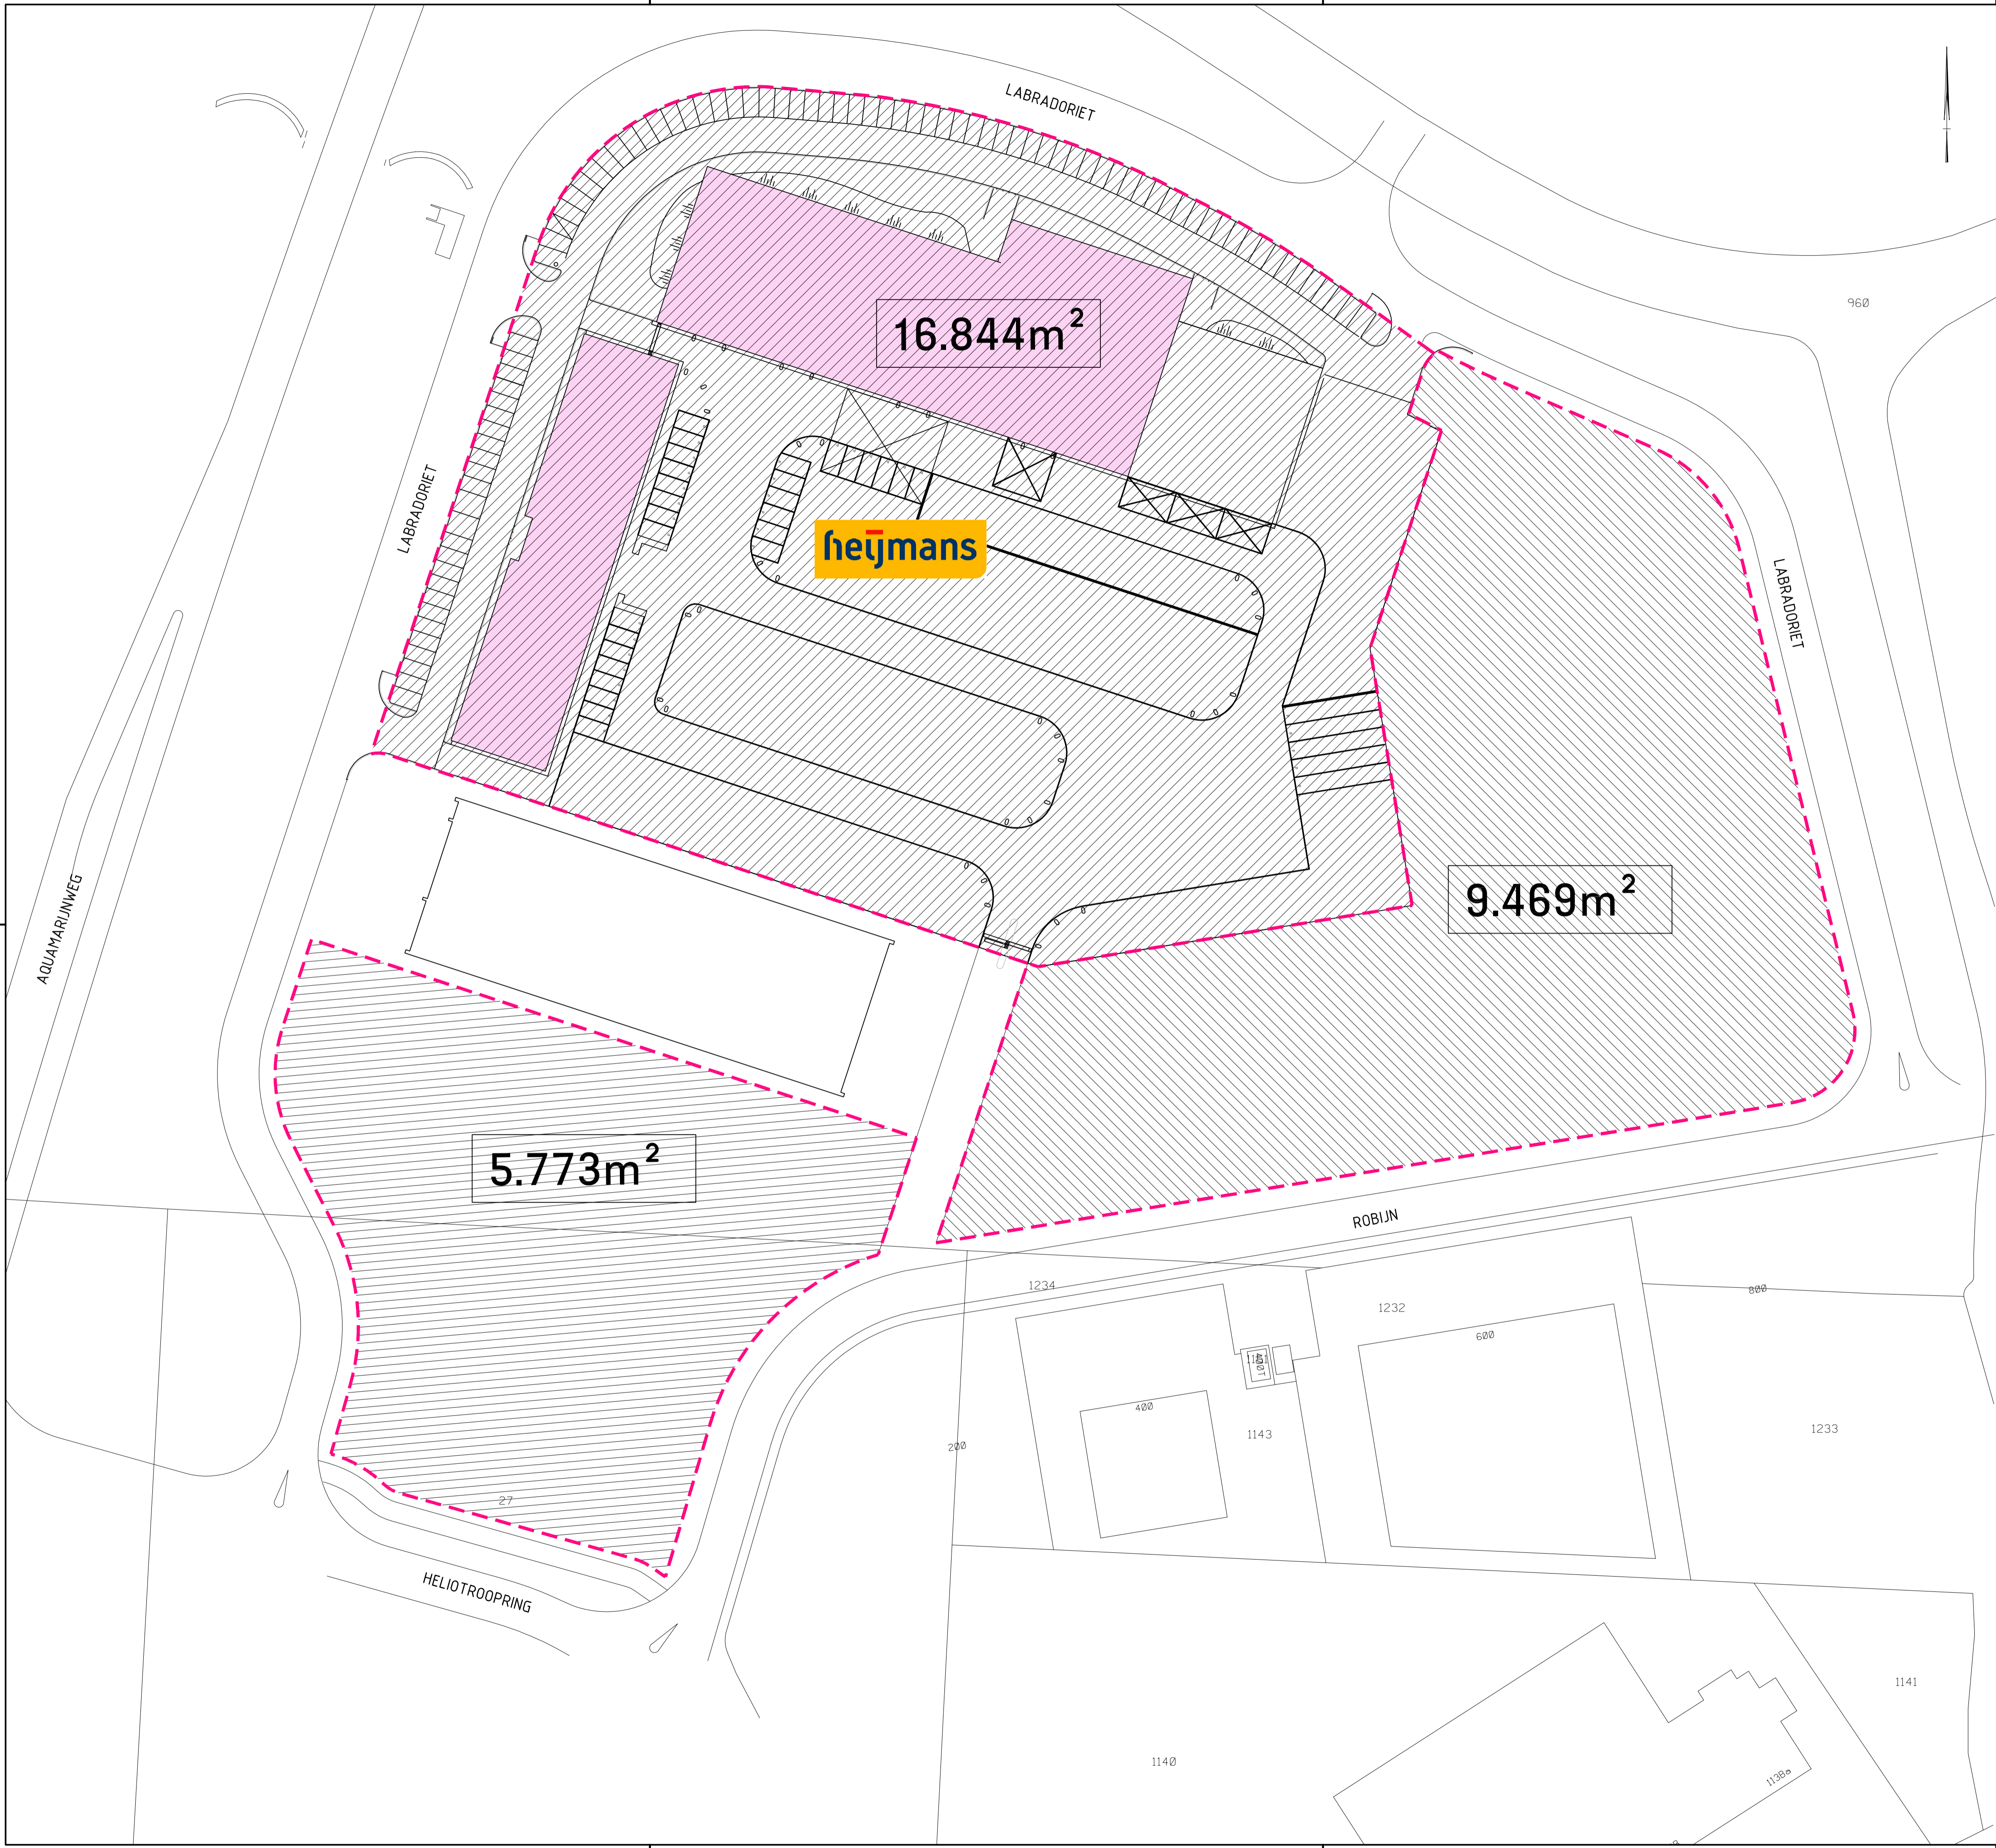 LABRADORIET
960
16.844m²
LABRADORIET
heijmans
LABRADORIET
9.469m²
AQUAMARIJNWEG
5.773m²
ROBIJN
1234
800
1232
600
400
1143
200
1233
27
HELIOTROOPRING
1141
1140
1138a